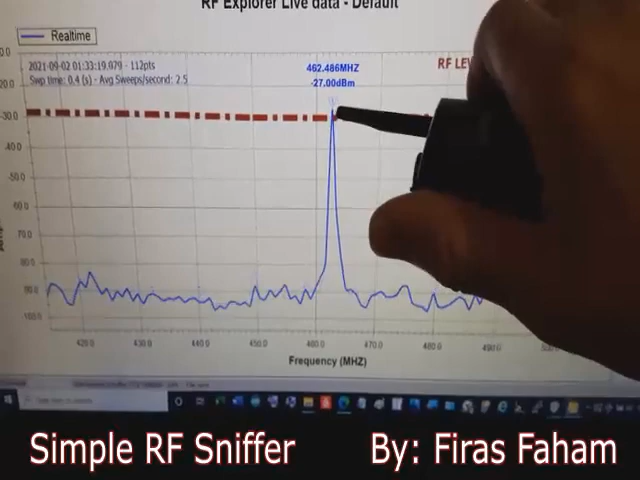 RF Explorer Live data - Default
Realtime
2021-09-02 01:33:19.079 - 112pts
Swp time: 0.4 (s) - Avg Sweeps/second: 2.5
462.486MHZ
-27.00dBm
RF LEV
20.0
-30.0
-40.0
-50.0
60.0
70.0
80.0
90.0
-100.0
420.0
430.0
440.0
450.0
460.0
470.0
480.0
490.0
Frequency (MHZ)
Simple RF Sniffer
By: Firas Faham